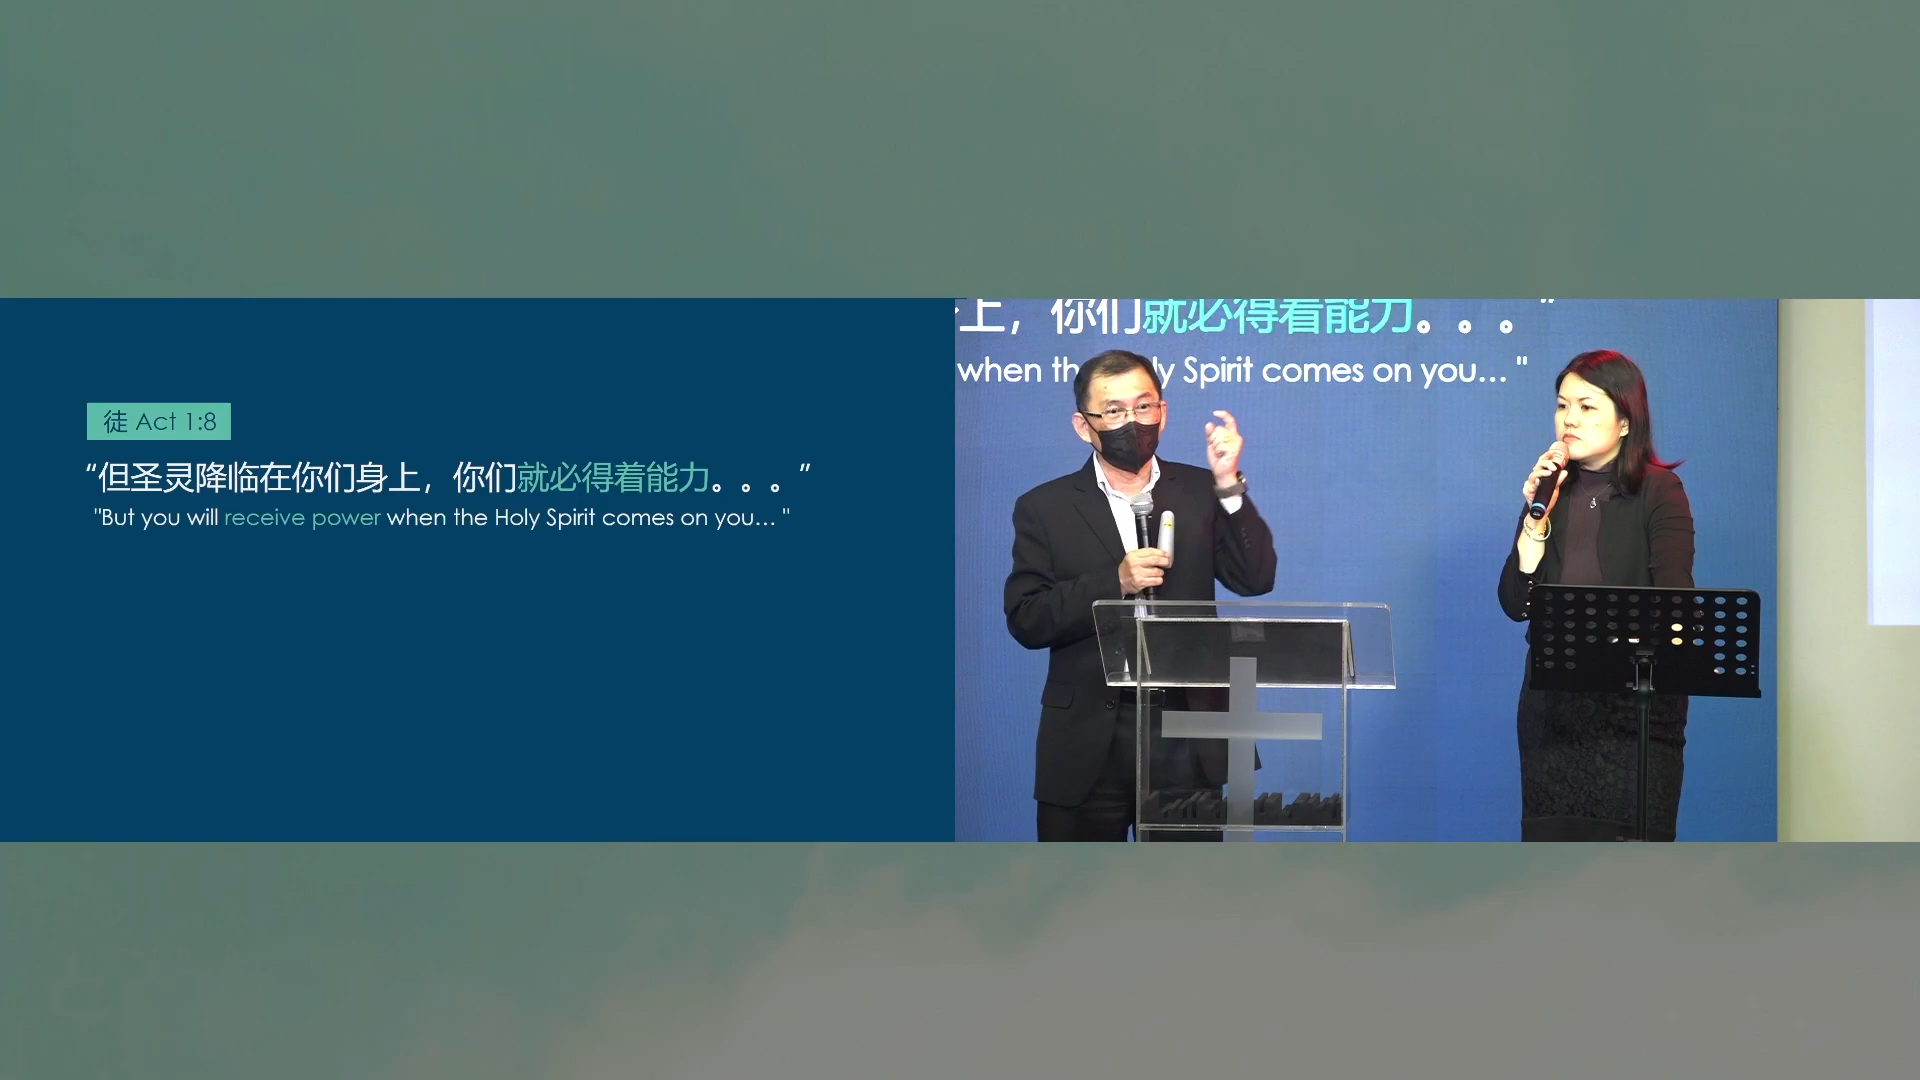 徒 Act 1:8
“但圣灵降临在你们身上，你们就必得着能力。。。”
"But you will receive power when the Holy Spirit comes on you... "
上，你们就必得着能力。。。”
when the Holy Spirit comes on you... "